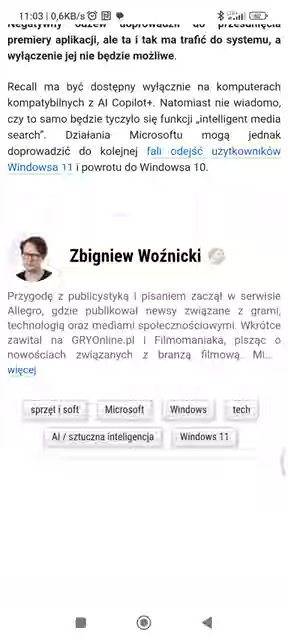 11:03 | 0,6KB/s
Negatywny odzew doprowadził do przesunięcia
premiery aplikacji, ale ta i tak ma trafić do systemu, a
wyłączenie jej nie będzie możliwe.
Recall ma być dostępny wyłącznie na komputerach
kompatybilnych z AI Copilot+. Natomiast nie wiadomo,
czy to samo będzie tyczyło się funkcji „intelligent media
search”. Działania Microsoftu mogą jednak
doprowadzić do kolejnej fali odejść użytkowników
Windowsa 11 i powrotu do Windowsa 10.
Zbigniew Woźnicki
Przygodę z publicystyką i pisaniem zaczął w serwisie
Allegro, gdzie publikował newsy związane z grami,
technologią oraz mediami społecznościowymi. Wkrótce
zawitał na GRYOnline.pl i Filmomaniaka, pisząc o
nowościach związanych z branżą filmową. Mi...
więcej
sprzęt i soft Microsoft Windows tech
AI / sztuczna inteligencja Windows 11